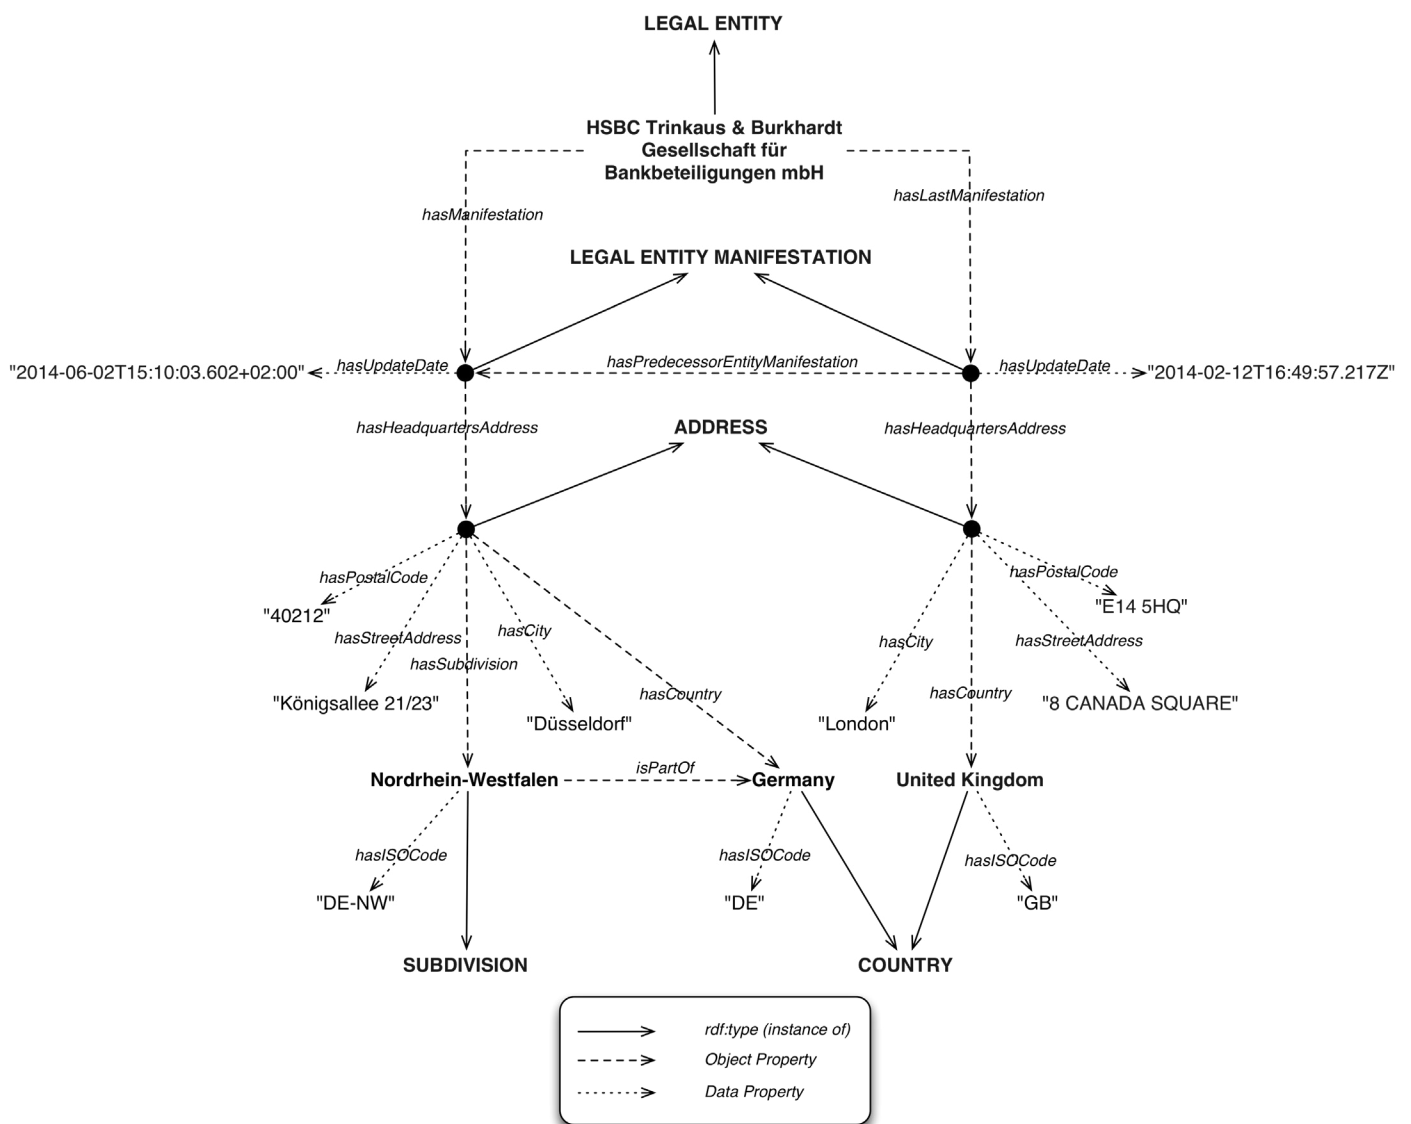 LEGAL ENTITY
HSBC Trinkaus & Burkhardt
Gesellschaft für
Bankbeteiligungen mbH
hasLastManifestation
hasManifestation
LEGAL ENTITY MANIFESTATION
hasUpdateDate
hasPredecessorEntityManifestation
hasUpdateDate
"2014-06-02T15:10:03.602+02:00"
"2014-02-12T16:49:57.217Z"
hasHeadquartersAddress
ADDRESS
hasHeadquartersAddress
hasPostalCode
hasPostalCode
"40212"
"E14 5HQ"
hasStreetAddress
hasCity
hasCity
hasStreetAddress
hasSubdivision
hasCountry
hasCountry
"Königsallee 21/23"
"Düsseldorf"
"London"
"8 CANADA SQUARE"
isPartOf
Nordrhein-Westfalen
Germany
United Kingdom
hasISOCode
hasISOCode
hasISOCode
"DE-NW"
"DE"
"GB"
SUBDIVISION
COUNTRY
rdf:type (instance of)
Object Property
Data Property